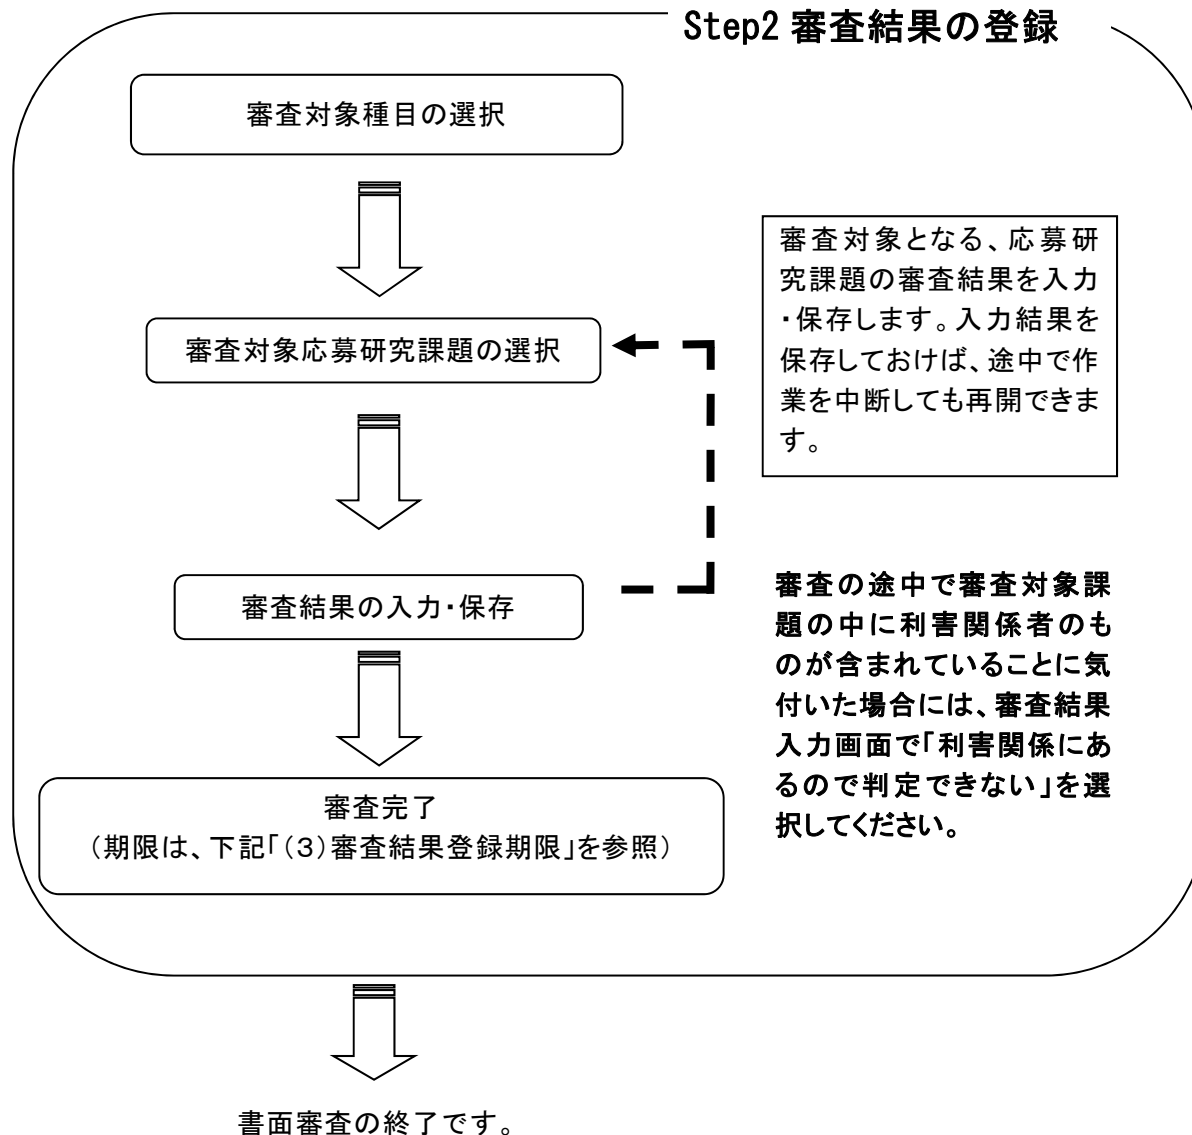 Step2 審査結果の登録
審査対象種目の選択
審査対象応募研究課題の選択
審査対象となる、応募研
究課題の審査結果を入力
・保存します。入力結果を
保存しておけば、途中で作
業を中断しても再開できま
す。
審査結果の入力・保存
審査の途中で審査対象課
題の中に利害関係者のも
のが含まれていることに気
付いた場合には、審査結果
入力画面で「利害関係にあ
るので判定できない」を選
択してください。
審査完了
（期限は、下記「（３）審査結果登録期限」を参照）
書面審査の終了です。